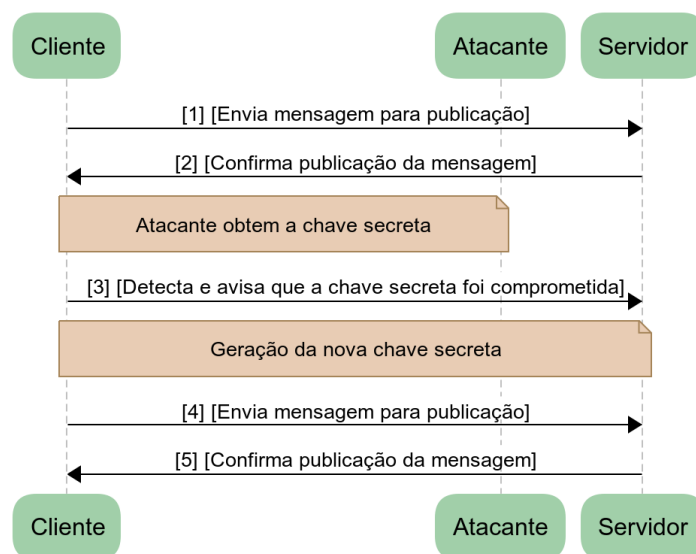 Cliente
Atacante
Servidor
[1] [Envia mensagem para publicação]
[2] [Confirma publicação da mensagem]
Atacante obtem a chave secreta
[3] [Detecta e avisa que a chave secreta foi comprometida]
Geração da nova chave secreta
[4] [Envia mensagem para publicação]
[5] [Confirma publicação da mensagem]
Cliente
Atacante
Servidor